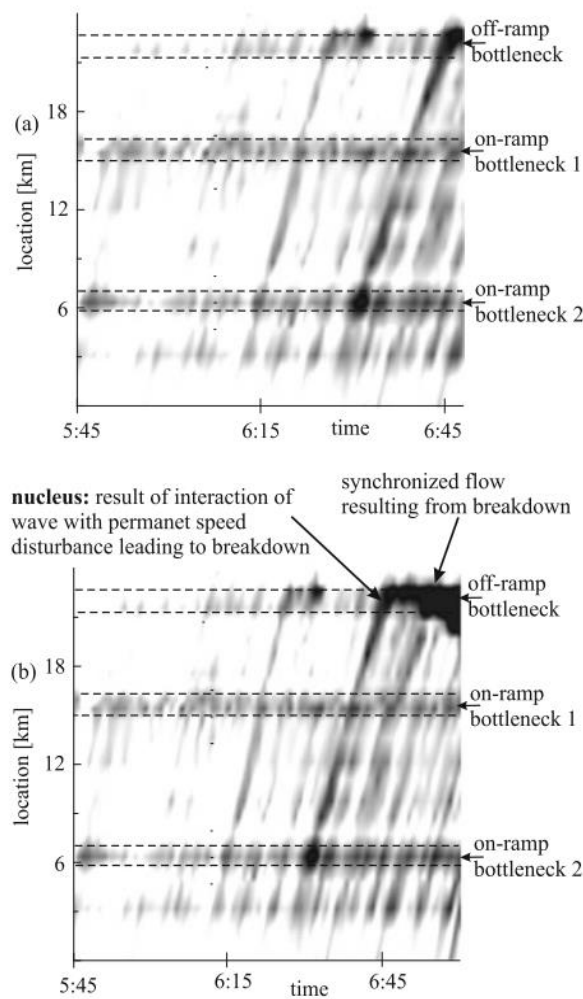 off-ramp
bottleneck
18
(a)
on-ramp
bottleneck 1
location [km]
12
6
on-ramp
bottleneck 2
5:45
6:15
time
6:45
nucleus: result of interaction of
wave with permanet speed
disturbance leading to breakdown
synchronized flow
resulting from breakdown
off-ramp
bottleneck
18
(b)
on-ramp
bottleneck 1
location [km]
12
6
on-ramp
bottleneck 2
5:45
6:15
time
6:45